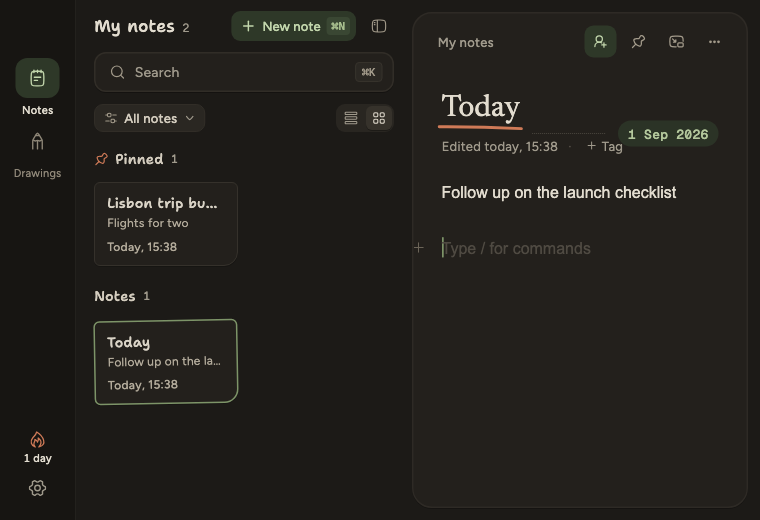 Notes
Drawings
1 day
My notes 2
New note ⌘N
Search ⌘K
All notes
Pinned 1
Lisbon trip bu...
Flights for two
Today, 15:38
Notes 1
Today
Follow up on the la...
Today, 15:38
My notes
Today
1 Sep 2026
Edited today, 15:38 · + Tag
Follow up on the launch checklist
Type / for commands